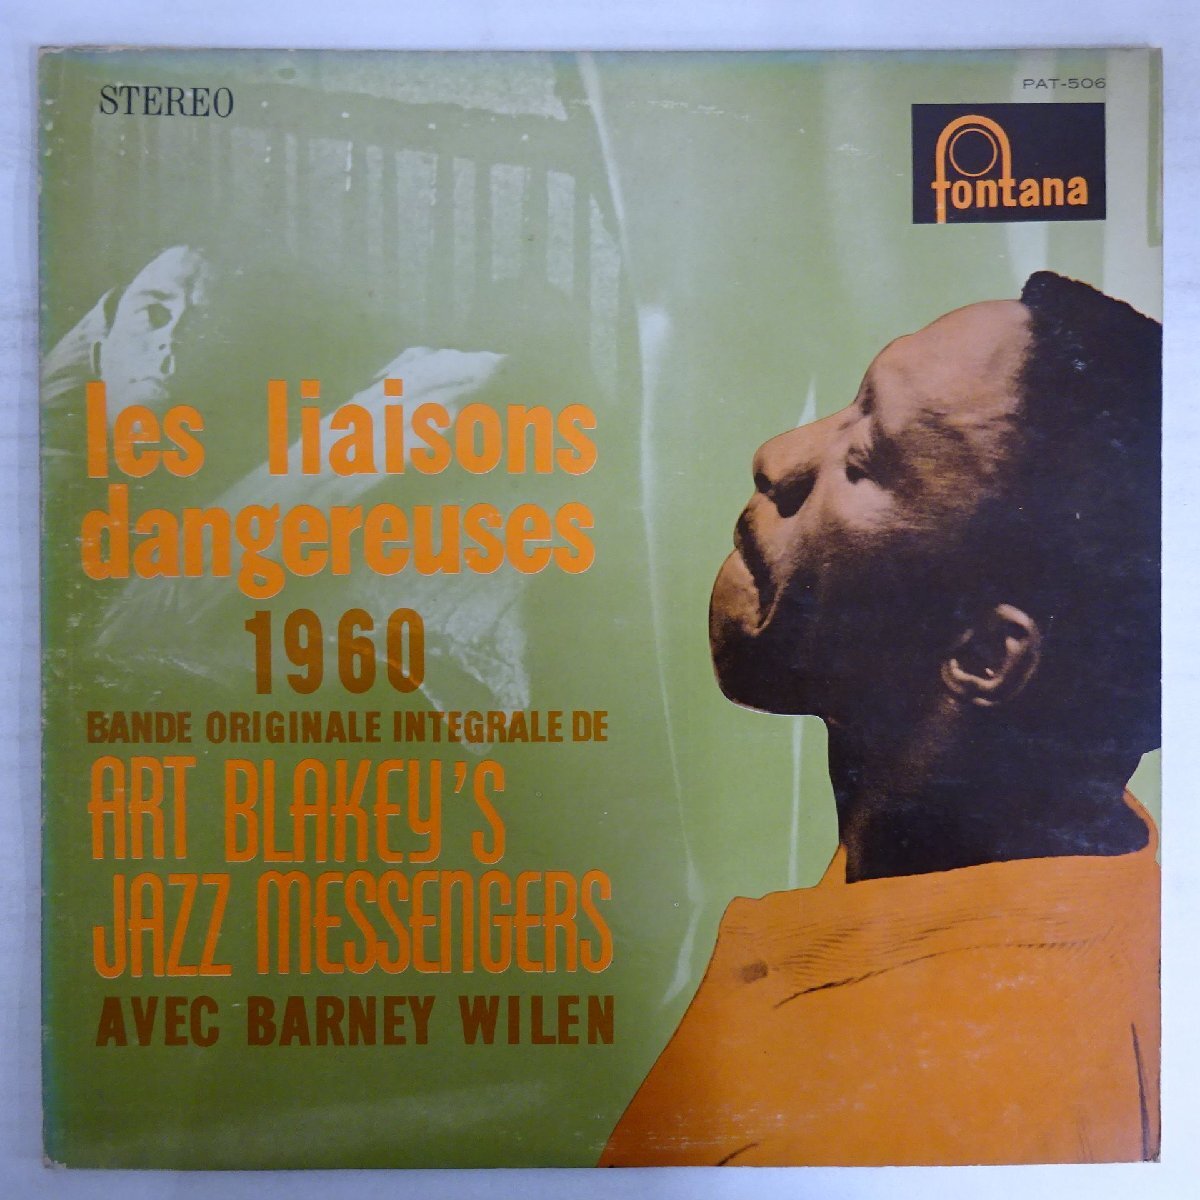 STEREO
PAT-506
fontana
les liaisons
dangereuses
1960
BANDE ORIGINALE INTEGRALE DE
ART BLAKEY'S
JAZZ MESSENGERS
AVEC BARNEY WILEN